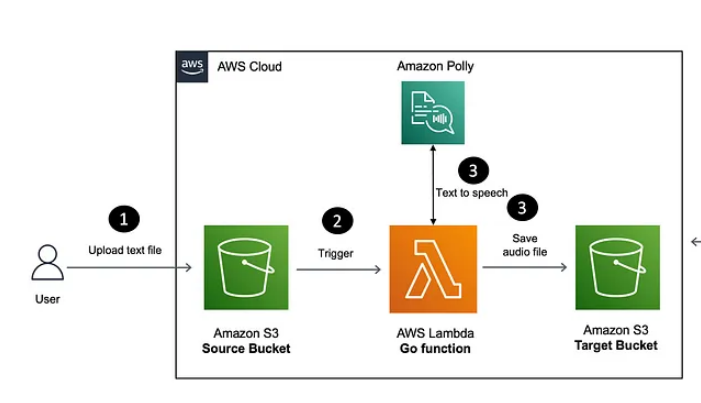 aws
AWS Cloud
Amazon Polly
3
Text to speech
1
Upload text file
2
Trigger
3
Save
audio file
User
Amazon S3
Source Bucket
AWS Lambda
Go function
Amazon S3
Target Bucket